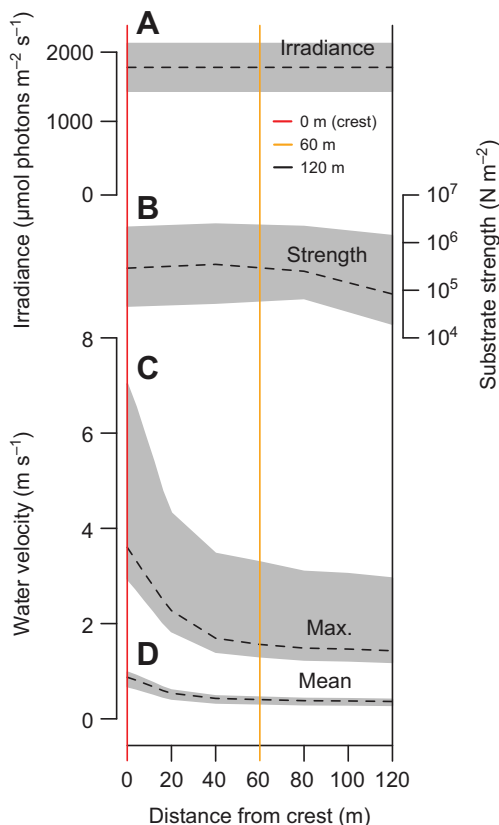 A
2000
Irradiance
1000
0 m (crest)
60 m
120 m
0
Irradiance (µmol photons m⁻² s⁻¹)
B
10⁷
10⁶
Strength
10⁵
10⁴
Substrate strength (N m⁻²)
8
C
6
4
2
Max.
D
Mean
0
Water velocity (m s⁻¹)
0 20 40 60 80 100 120
Distance from crest (m)